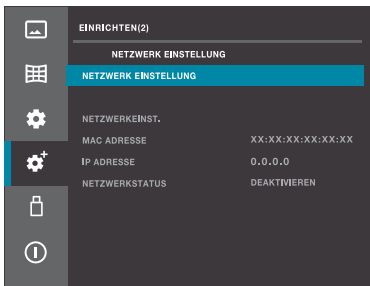 EINRICHTEN(2)
NETZWERK EINSTELLUNG
NETZWERK EINSTELLUNG
NETZWERKEINST.
MAC ADRESSE XX:XX:XX:XX:XX:XX
IP ADRESSE 0.0.0.0
NETZWERKSTATUS DEAKTIVIEREN